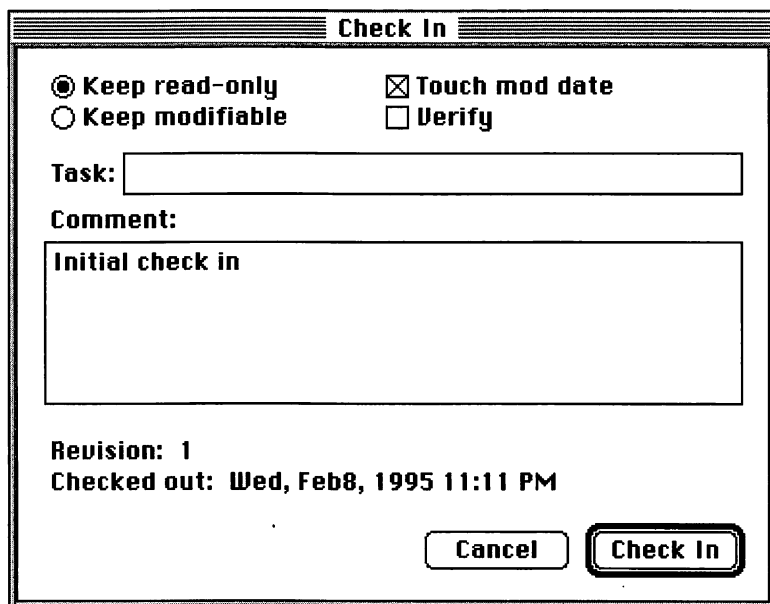 Check In
Keep read-only
Touch mod date
Keep modifiable
Verify
Task:
Comment:
Initial check in
Revision: 1
Checked out: Wed, Feb8, 1995 11:11 PM
Cancel
Check In